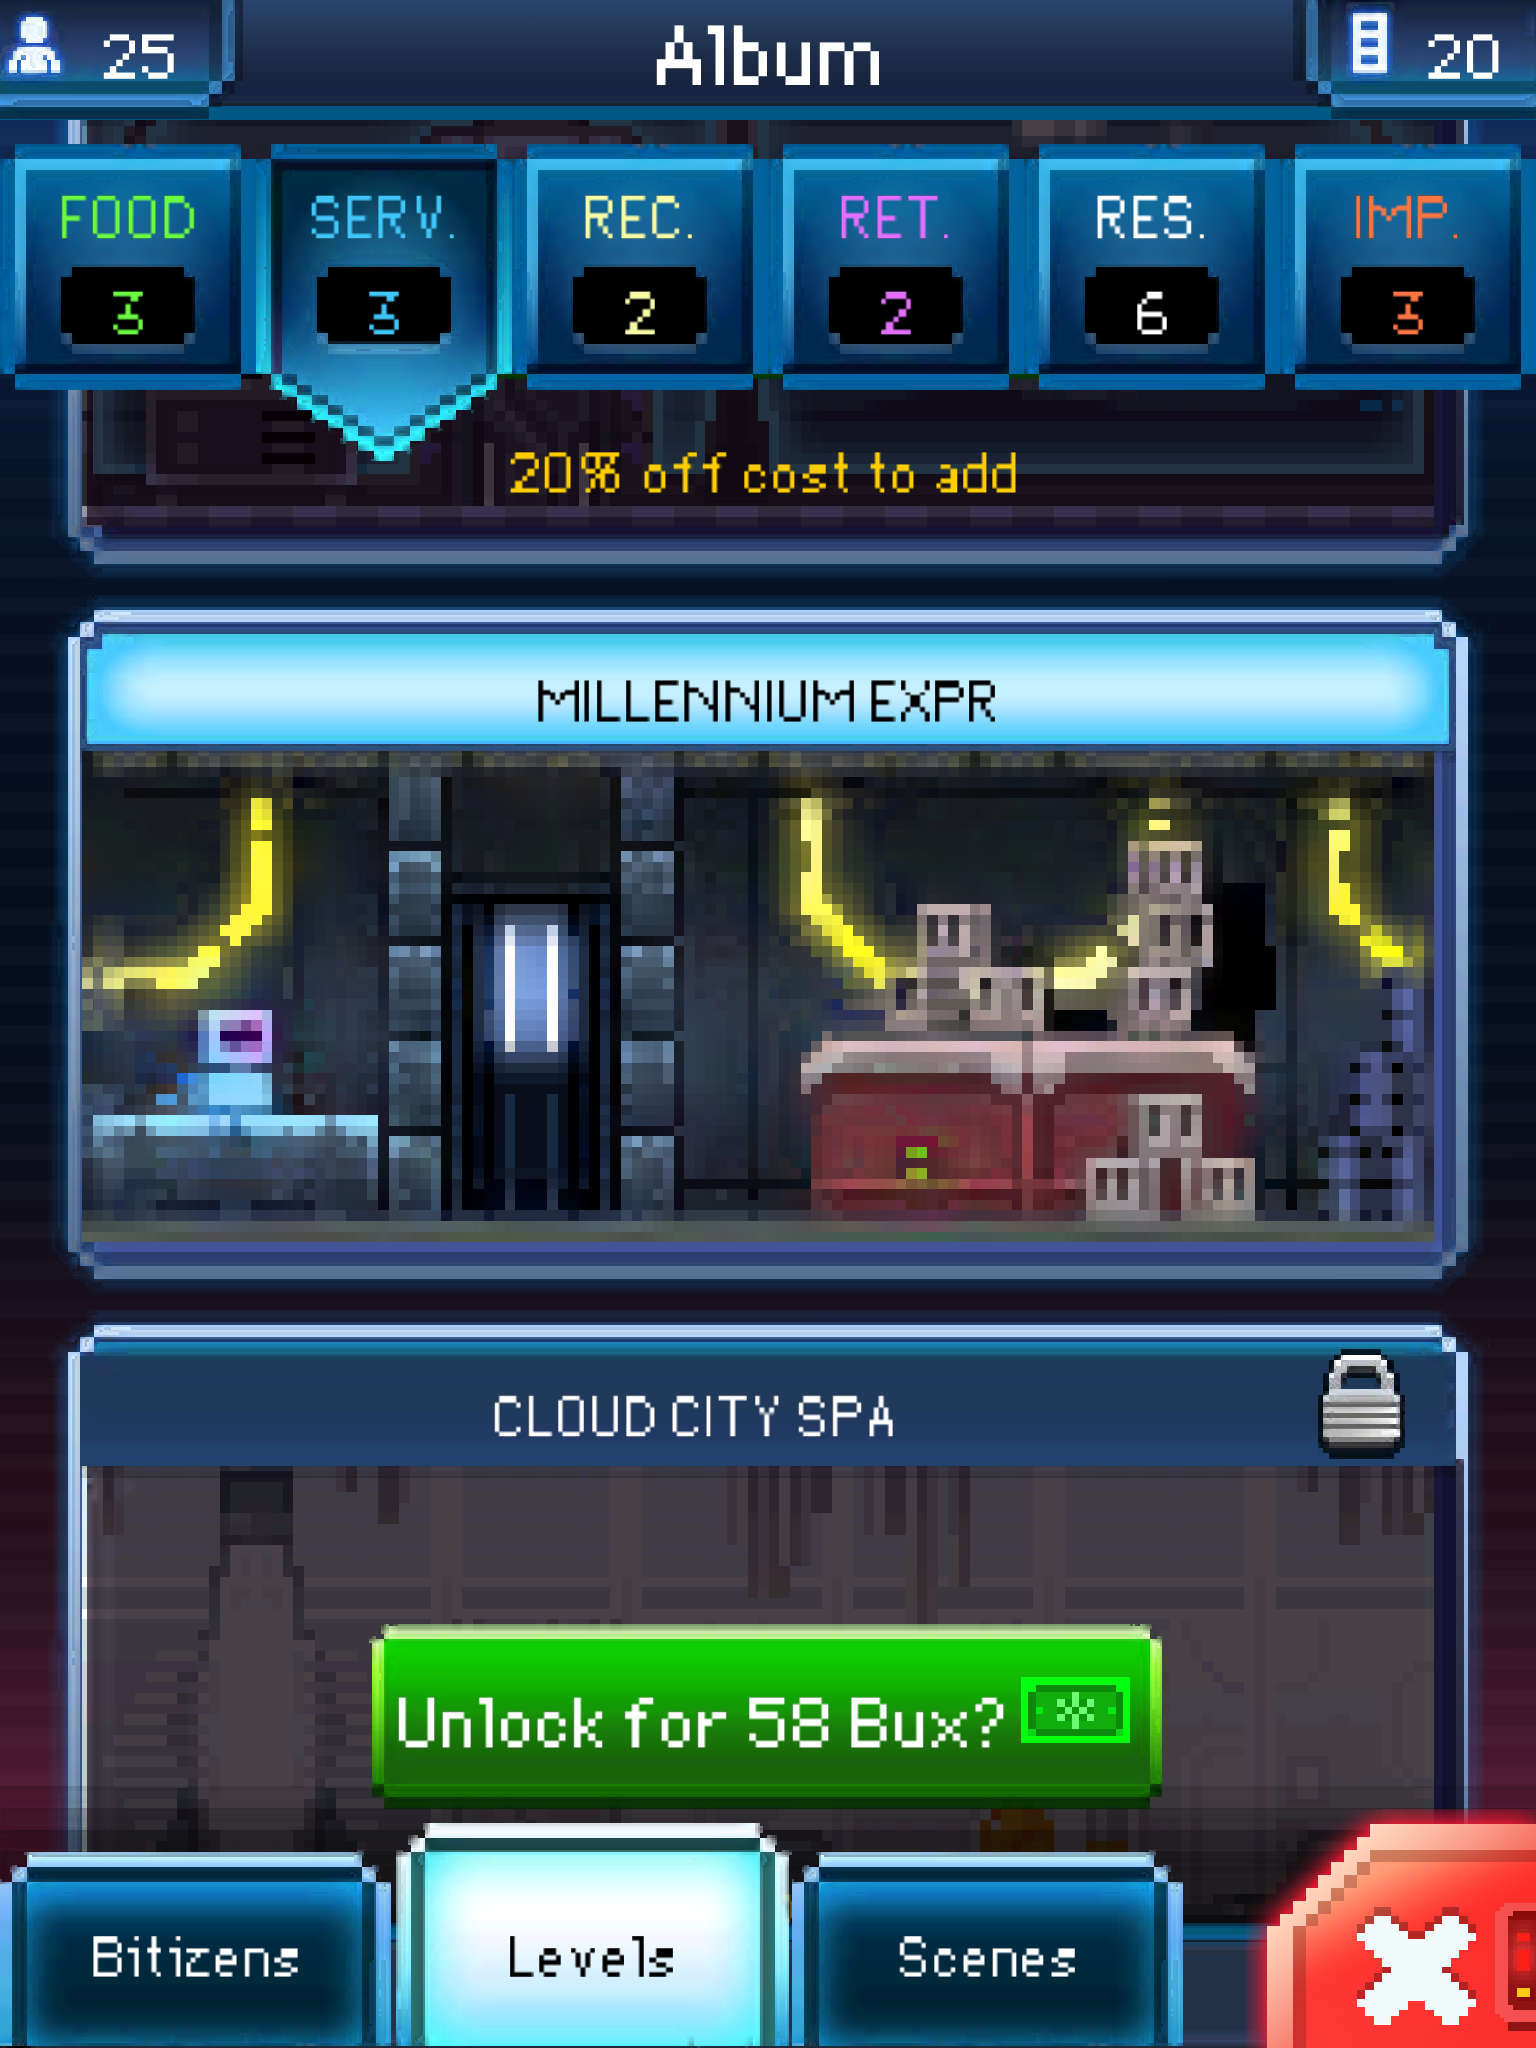 25
Album
20
FOOD
SERV.
REC.
RET.
RES.
IMP.
3
3
2
2
6
3
20% off cost to add
MILLENNIUM EXPR
CLOUD CITY SPA
Unlock for 58 Bux?
Bitizens
Levels
Scenes